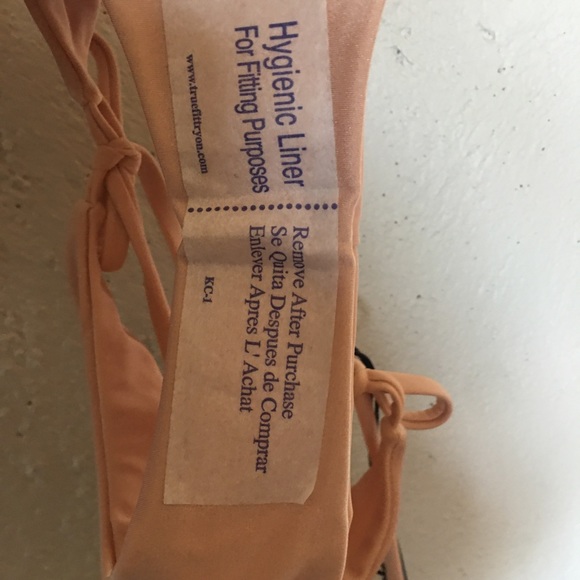 Hygienic Liner
For Fitting Purposes
www.truefittryon.com
Remove After Purchase
Se Quita Despues de Comprar
Enlever Apres L' Achat
KC-1